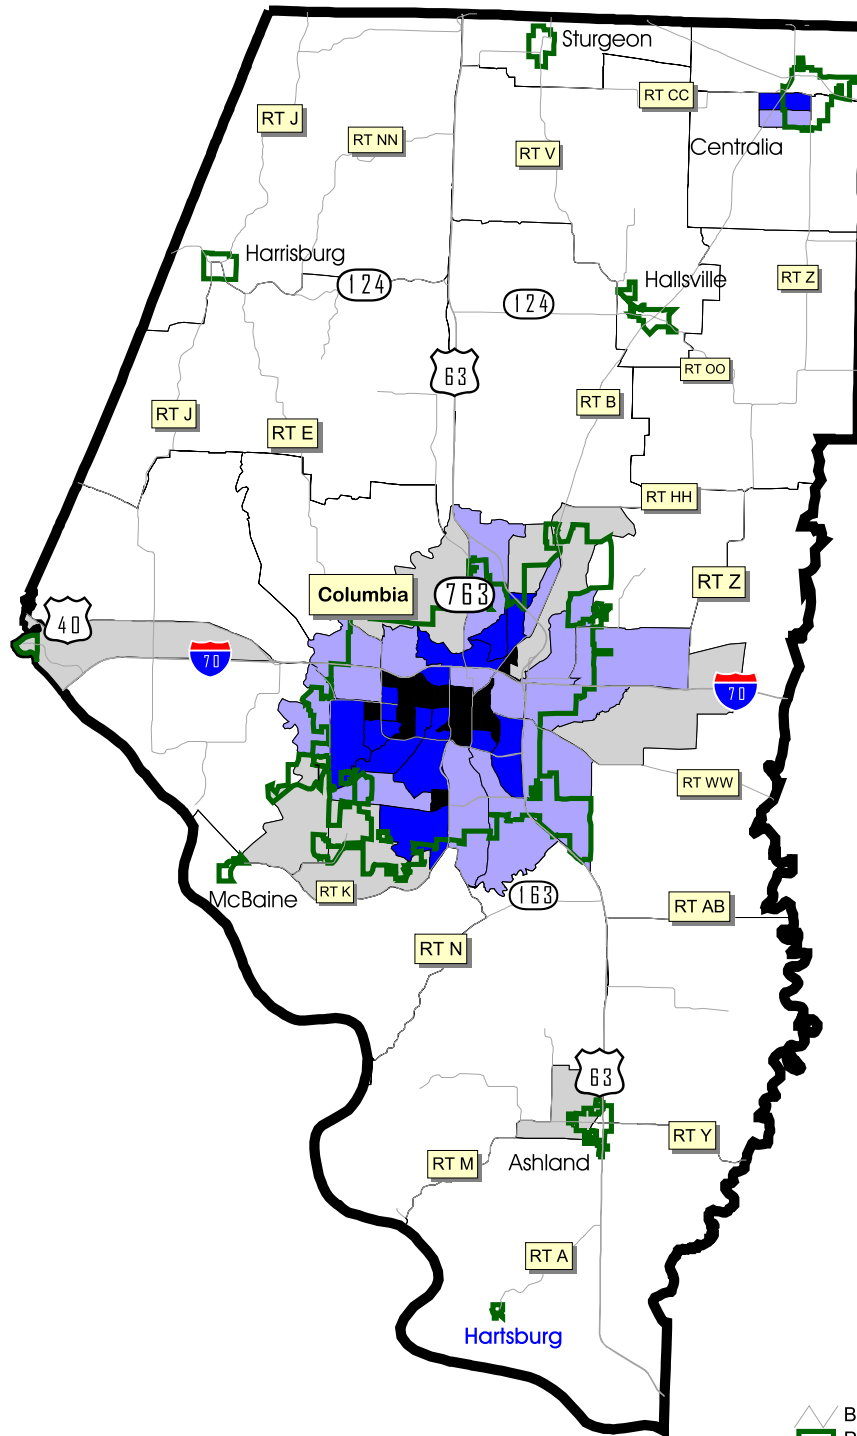 Sturgeon
RT CC
RT J
RT NN
RT V
Centralia
Harrisburg
124
Hallsville
RT Z
124
63
RT OO
RT J
RT B
RT E
RT HH
RT Z
Columbia
763
40
70
70
RT WW
RT K
McBaine
163
RT AB
RT N
63
RT Y
RT M
Ashland
RT A
Hartsburg
B